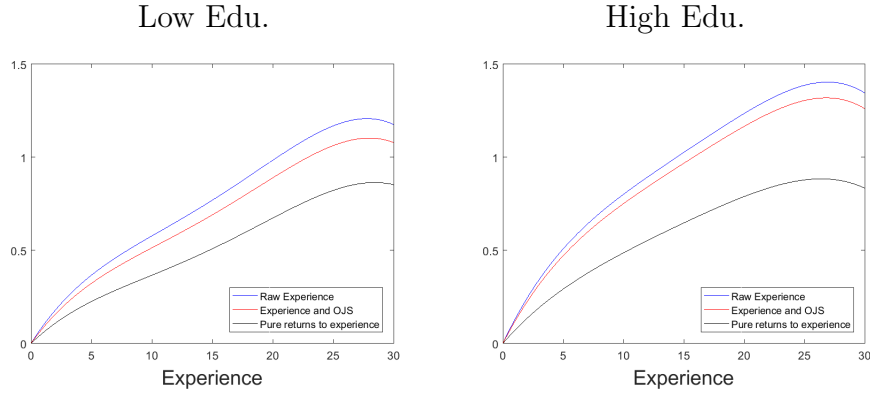 Low Edu.
1.5
1
0.5
0
0 5 10 15 20 25 30
Raw Experience
Experience and OJS
Pure returns to experience
Experience
High Edu.
1.5
1
0.5
0
0 5 10 15 20 25 30
Raw Experience
Experience and OJS
Pure returns to experience
Experience